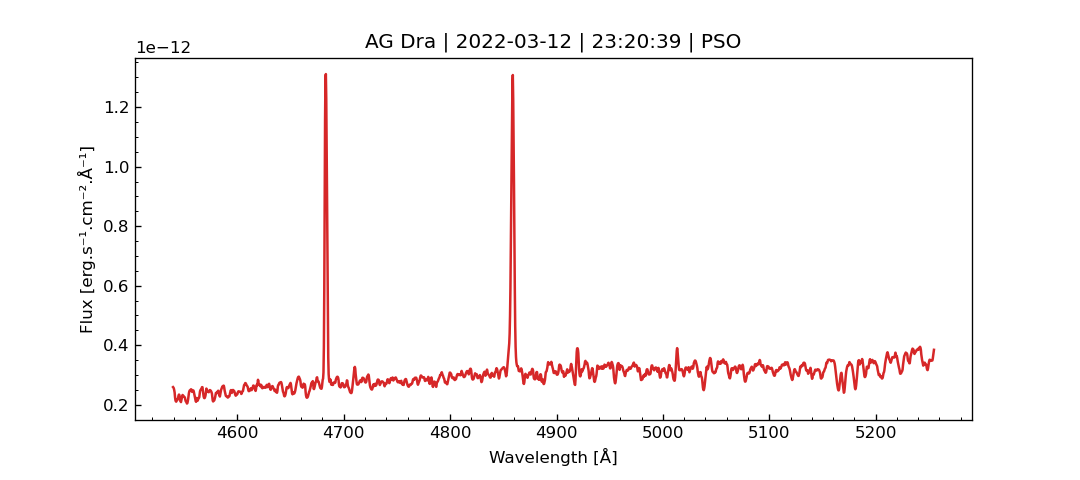 AG Dra | 2022-03-12 | 23:20:39 | PSO
1e−12
1.2
1.0
0.8
0.6
0.4
0.2
Flux [erg.s⁻¹.cm⁻².Å⁻¹]
4600 4700 4800 4900 5000 5100 5200
Wavelength [Å]